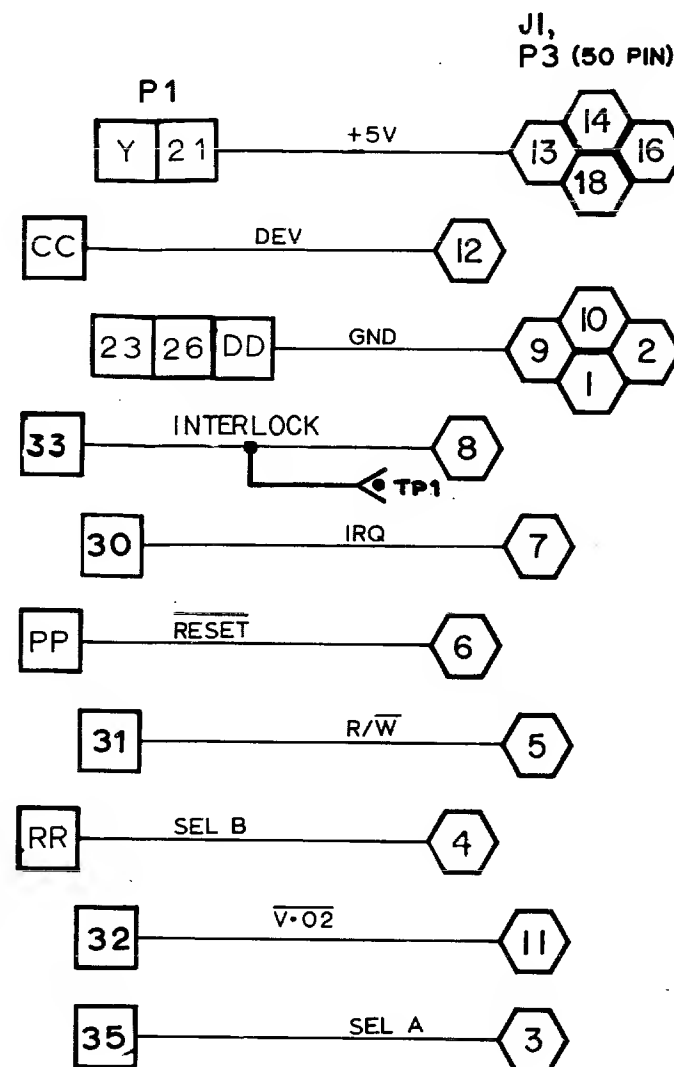 J1,
P3 (50 PIN)
P1
Y 21 +5V 13 14 16 18
CC DEV 12
23 26 DD GND 9 10 2 1
33 INTERLOCK 8
TP1
30 IRQ 7
PP RESET 6
31 R/W 5
RR SEL B 4
32 V·02 11
35 SEL A 3